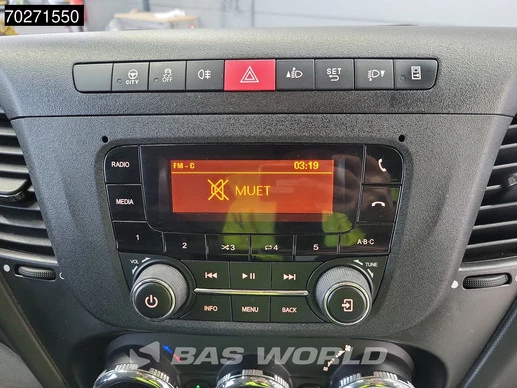 70271550
CITY OFF SET
RADIO FM-C 03:19
MUET
MEDIA
1 2 3 4 5 A-B-C
VOL TUNE
INFO MENU BACK
BAS WORLD